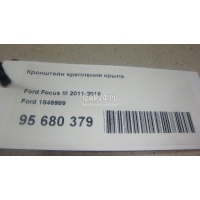 Кронштейн крепления крыла
Ford Focus III 2011-2019
Ford 1848999
95 680 379